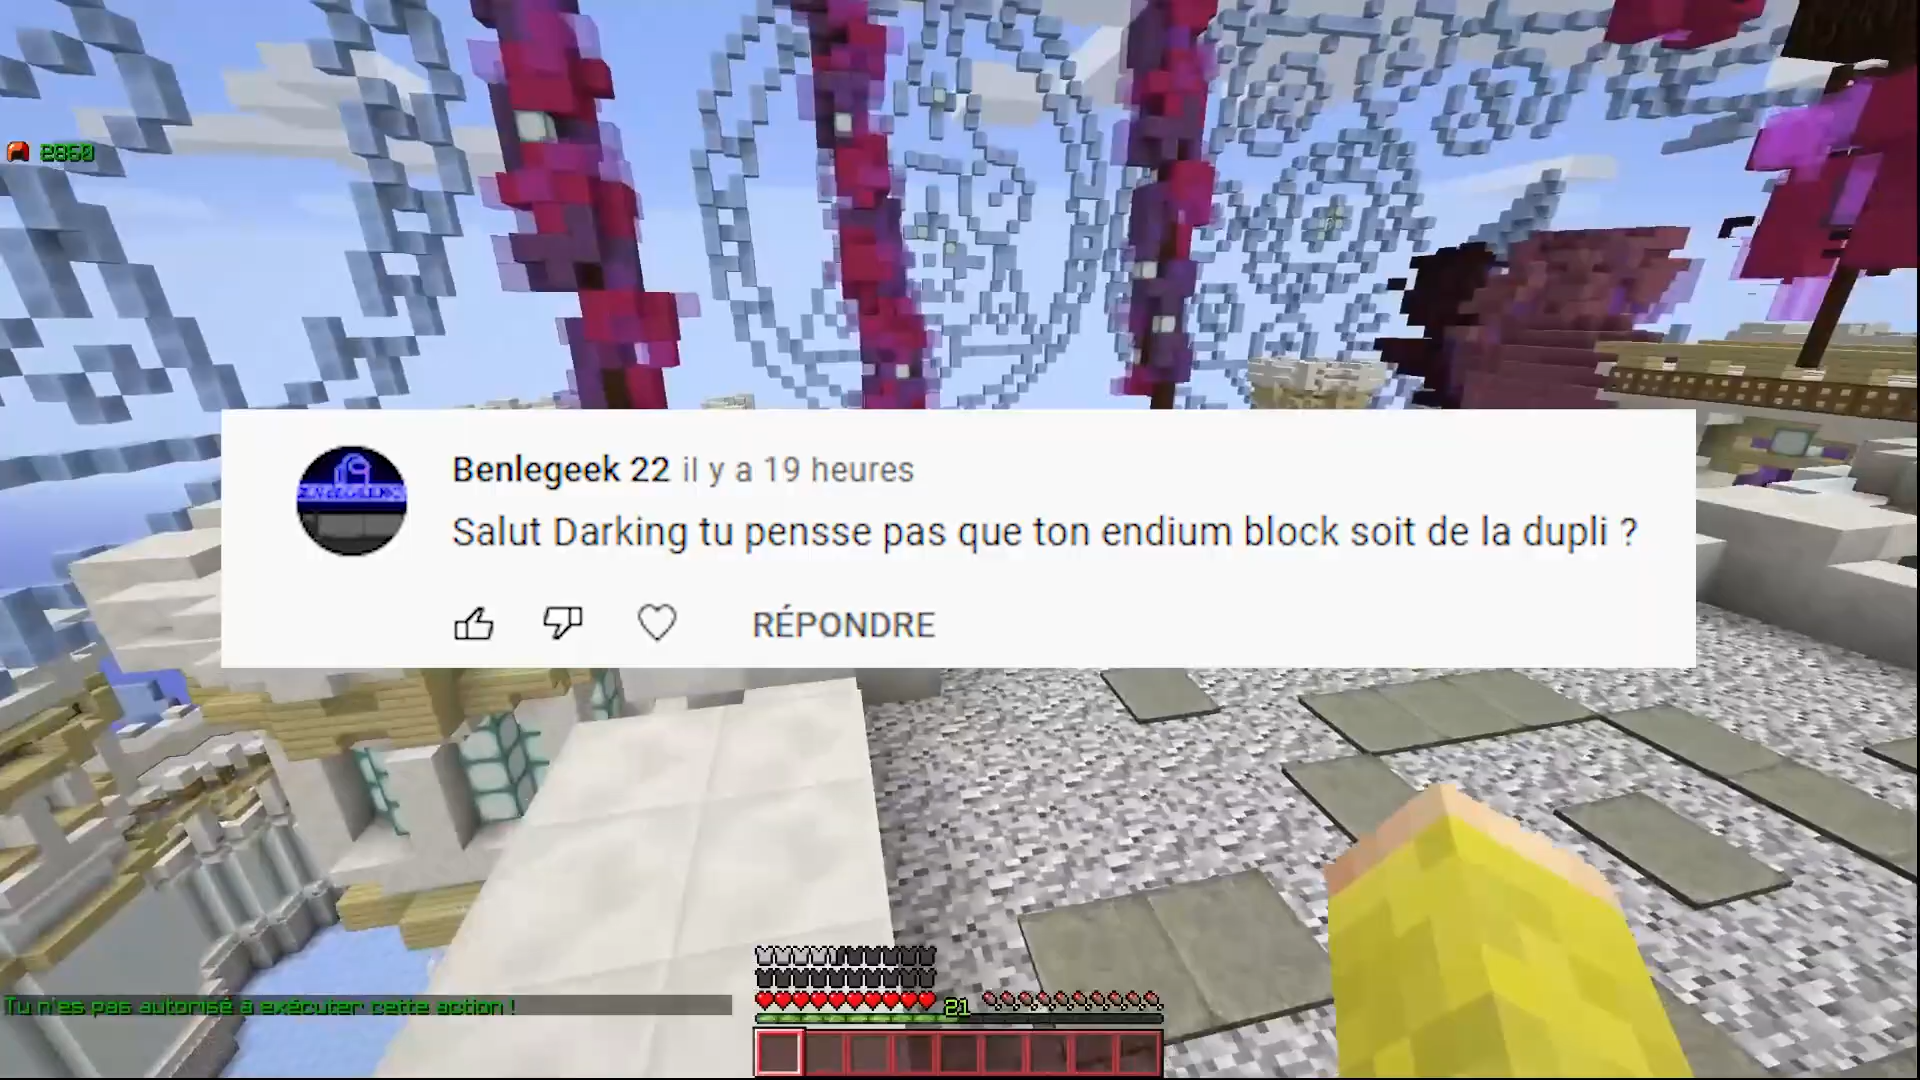 2860
Benlegeek 22 il y a 19 heures
Salut Darking tu pensse pas que ton endium block soit de la dupli ?
RÉPONDRE
Tu n'es pas autorisé à exécuter cette action !
21